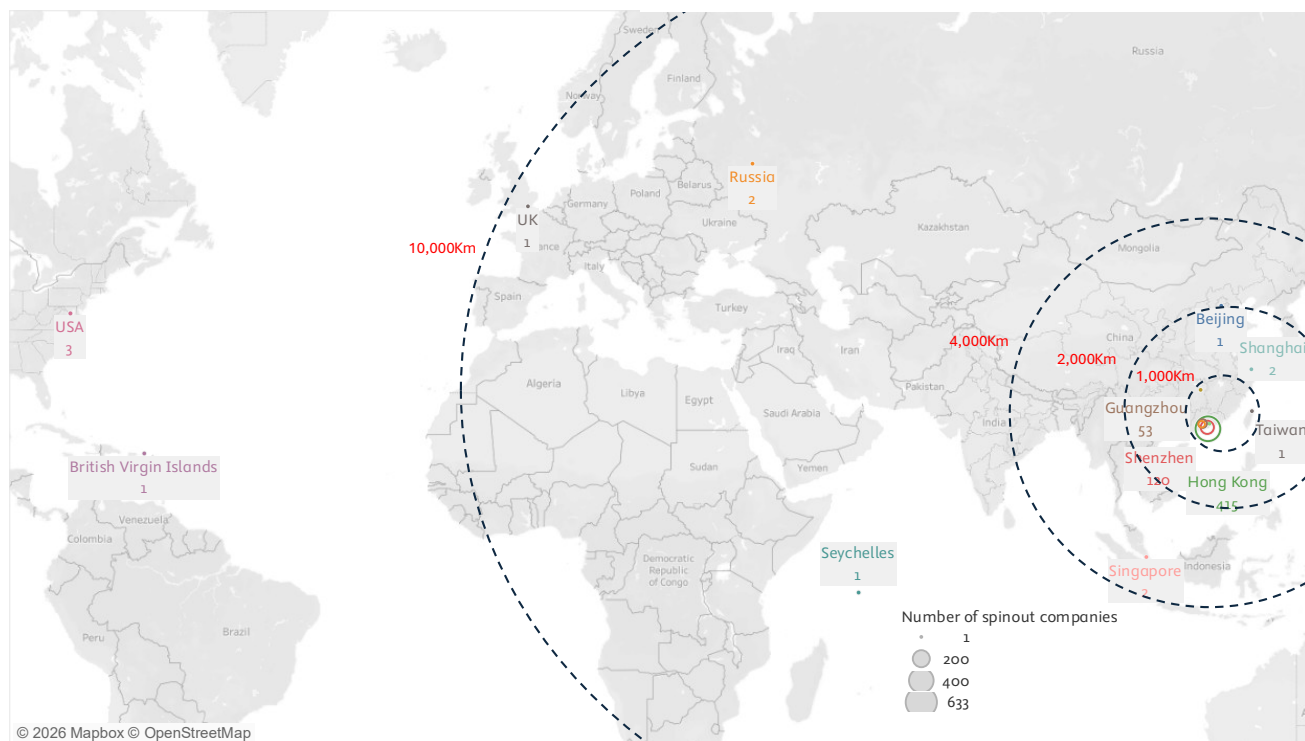 Sweden
Russia
Finland
Norway
Russia
2
Belarus
Poland
Germany
UK
1
ance
Ukraine
Kazakhstan
Mongolia
10,000Km
Italy
Spain
Turkey
USA
3
Beijing
1
China
4,000Km
2,000Km
1,000Km
Shanghai
2
Iraq
Iran
Pakistan
Algeria
Libya
Egypt
Saudi Arabia
Guangzhou
53
India
Taiwan
1
Shenzhen
120
Hong Kong
415
British Virgin Islands
1
Sudan
Yemen
Venezuela
Colombia
Seychelles
1
Democratic
Republic
of Congo
Singapore
2
Indonesia
Peru
Brazil
Number of spinout companies
1
200
400
633
© 2026 Mapbox © OpenStreetMap